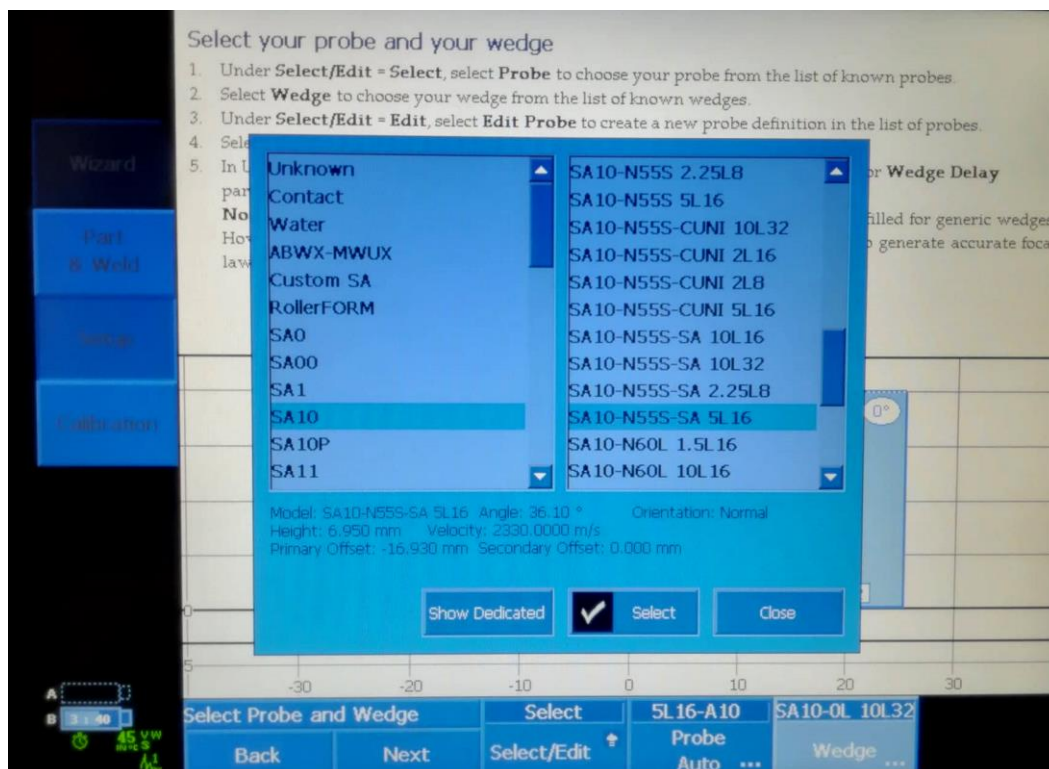 Select your probe and your wedge
1. Under Select/Edit = Select, select Probe to choose your probe from the list of known probes.
2. Select Wedge to choose your wedge from the list of known wedges.
3. Under Select/Edit = Edit, select Edit Probe to create a new probe definition in the list of probes.
4. Sele
5. In U
or Wedge Delay
par
No
filled for generic wedges
Ho
generate accurate foca
law
Wizard
Part
& Weld
Setup
Calibration
Unknown
Contact
Water
ABWX-MWUX
Custom SA
RollerFORM
SA0
SA00
SA1
SA10
SA10P
SA11
SA10-N55S 2.25L8
SA10-N55S 5L16
SA10-N55S-CUNI 10L32
SA10-N55S-CUNI 2L16
SA10-N55S-CUNI 2L8
SA10-N55S-CUNI 5L16
SA10-N55S-SA 10L16
SA10-N55S-SA 10L32
SA10-N55S-SA 2.25L8
SA10-N55S-SA 5L16
SA10-N60L 1.5L16
SA10-N60L 10L16
0°
Model: SA10-N55S-SA 5L16 Angle: 36.10 ° Orientation: Normal
Height: 6.950 mm Velocity: 2330.0000 m/s
Primary Offset: -16.930 mm Secondary Offset: 0.000 mm
Show Dedicated
Select
Close
0
5
-30 -20 -10 0 10 20 30
A
B 3 : 40
45 VW
Select Probe and Wedge
Select
5L16-A10
SA10-0L 10L32
Back
Next
Select/Edit
Probe
Auto ...
Wedge ...